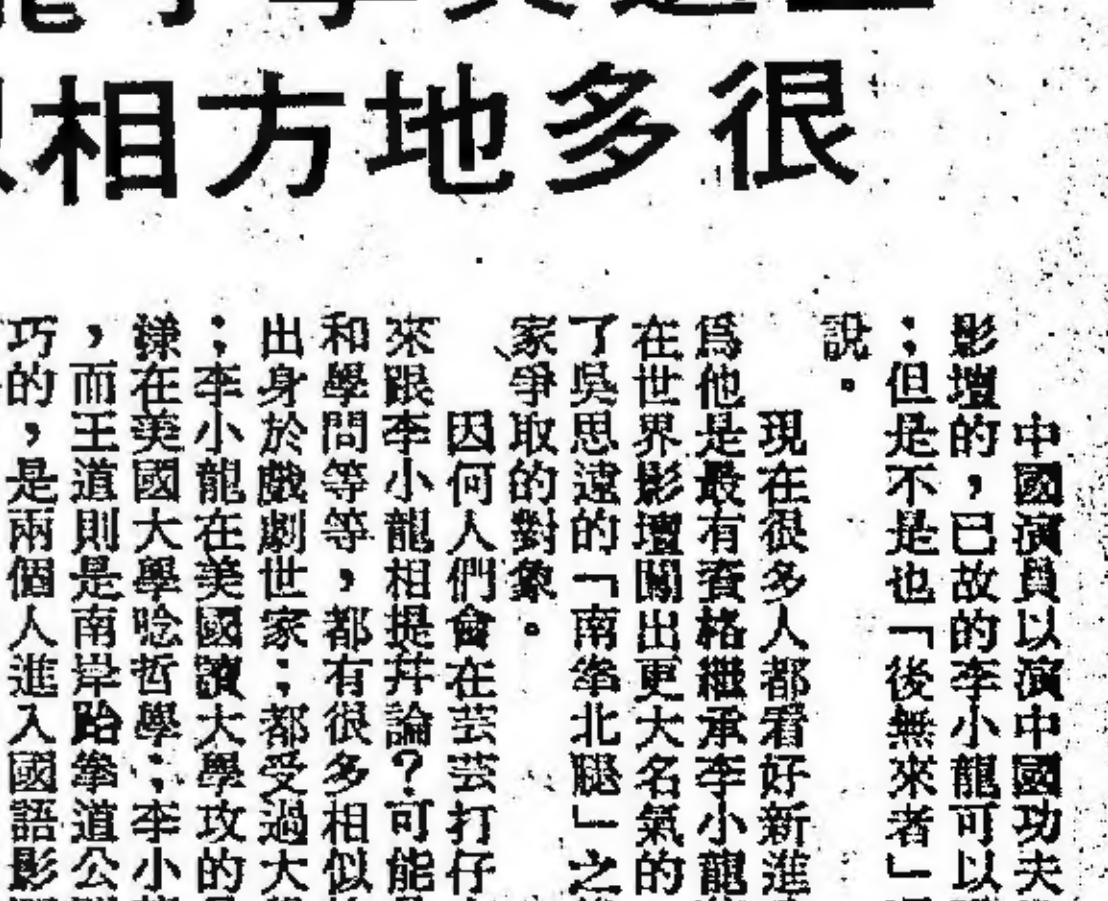 很多地方相
中國演員以演中國功夫
影壇的，已故的李小龍可以
；但是不是也「後無來者」
說。
現在很多人都看好新進
爲他是最有資格繼承李小龍
在世界影壇闖出更大名氣的
了吳思遠的「南拳北腿」之
家爭取的對象。
因何人們會在芸芸打仔
來跟李小龍相提幷論？可能
和學問等等，都有很多相似
出身於戲劇世家；都受過大
；李小龍在美國讀大學攻的
在美國大學唸哲學；李小
，而王道則是南岸跆拳道公
巧的，是兩個人進入國語影